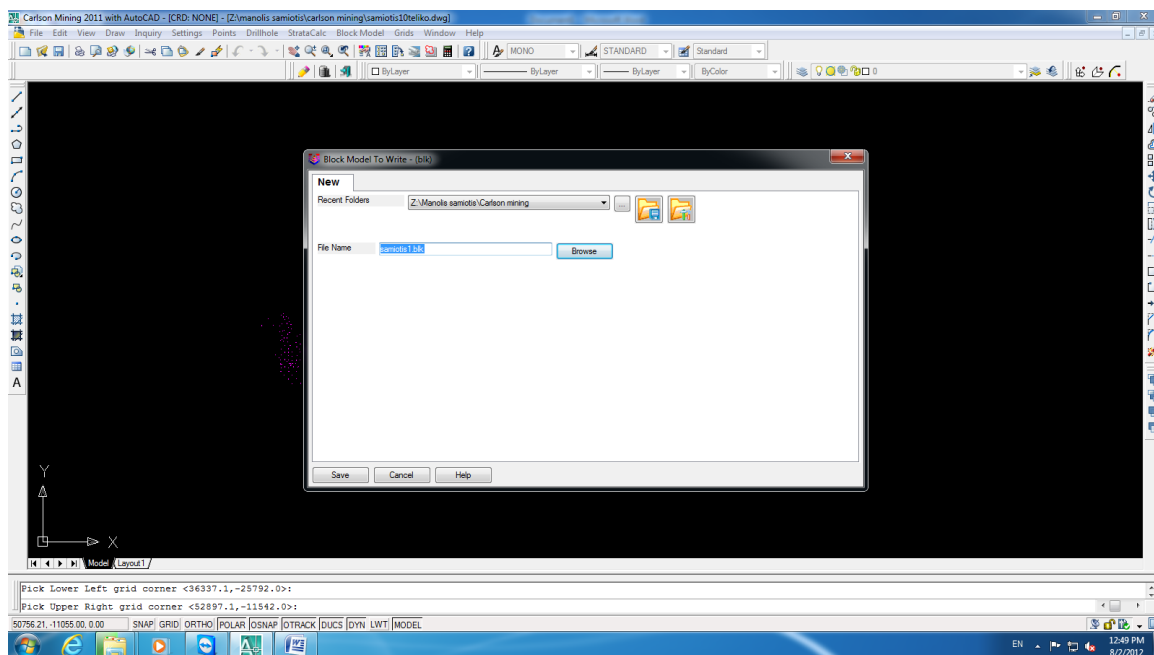 Carlson Mining 2011 with AutoCAD - [CRD: NONE] - [Z:\manolis samiotis\carlson mining\samiotis10teliko.dwg]
File Edit View Draw Inquiry Settings Points Drillhole StrataCalc Block Model Grids Window Help
MONO STANDARD Standard
ByLayer ByLayer ByLayer ByColor 0
Block Model To Write - (blk)
New
Recent Folders Z:\Manolis samiotis\Carlson mining ...
File Name samiotis1.blk Browse
A
Save Cancel Help
Y
X
Model Layout1
Pick Lower Left grid corner <36337.1,-25792.0>:
Pick Upper Right grid corner <52897.1,-11542.0>:
50756.21, -11055.00, 0.00 SNAP GRID ORTHO POLAR OSNAP OTRACK DUCS DYN LWT MODEL
EN 12:49 PM
8/2/2012